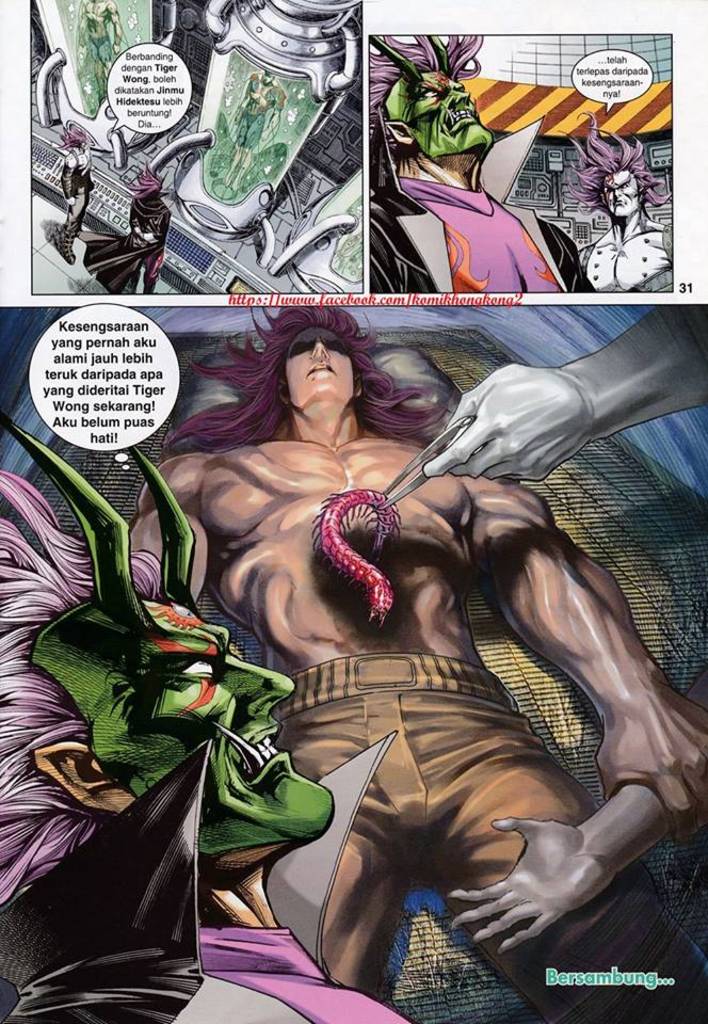 Berbanding
dengan Tiger
Wong, boleh
dikatakan Jinmu
Hidektesu lebih
beruntung!
Dia...
...telah
terlepas daripada
kesengsaraan-
nya!
31
https://www.facebook.com/komikhongkong2
Kesengsaraan
yang pernah aku
alami jauh lebih
teruk daripada apa
yang dideritai Tiger
Wong sekarang!
Aku belum puas
hati!
Bersambung...